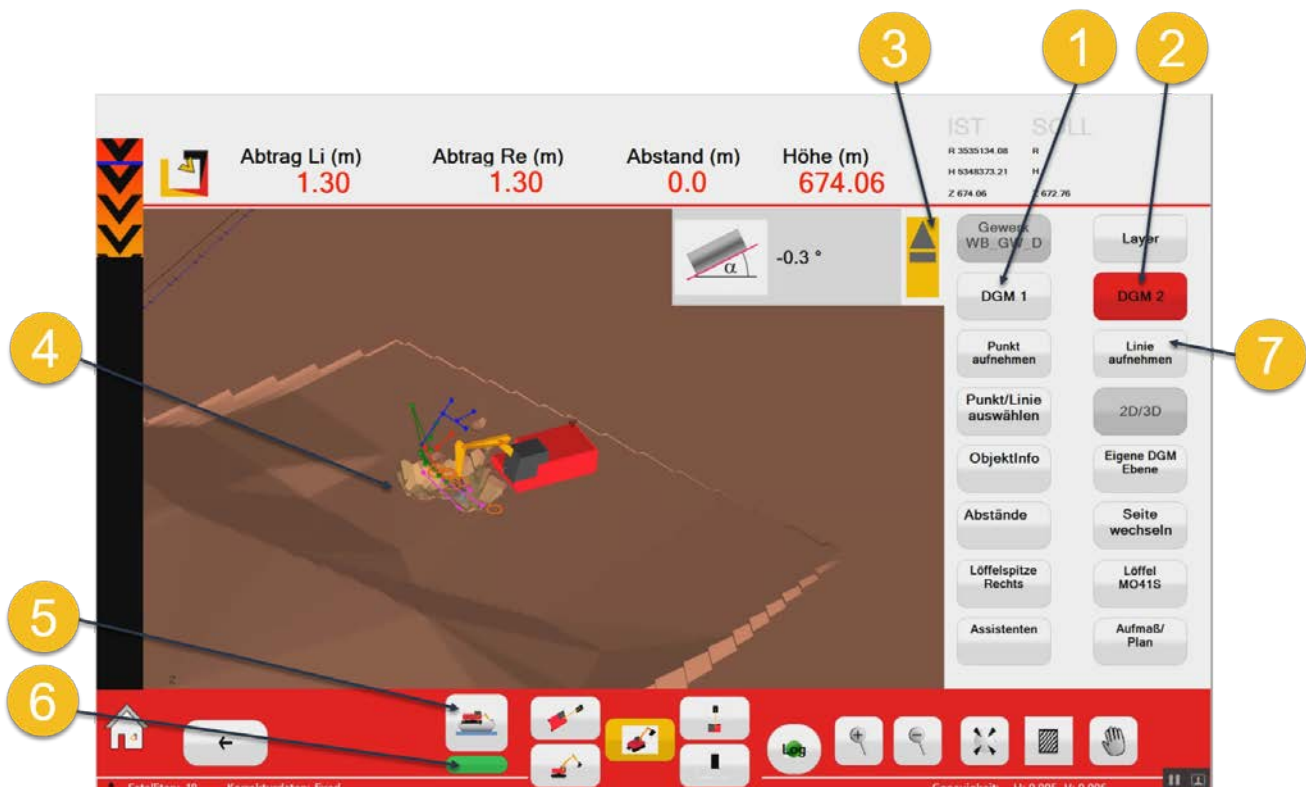 3
1
2
IST SOLL
Abtrag Li (m) Abtrag Re (m) Abstand (m) Höhe (m)
1.30 1.30 0.0 674.06
R 3535134.08 R
H 5348373.21 H
Z 674.06 Z 672.76
α -0.3 °
Gewerk
WB_GW_D
Layer
DGM 1
DGM 2
Punkt
aufnehmen
Linie
aufnehmen
4
7
Punkt/Linie
auswählen
2D/3D
ObjektInfo
Eigene DGM
Ebene
Abstände
Seite
wechseln
Löffelspitze
Rechts
Löffel
MO41S
Assistenten
Aufmaß/
Plan
5
6
z
Log